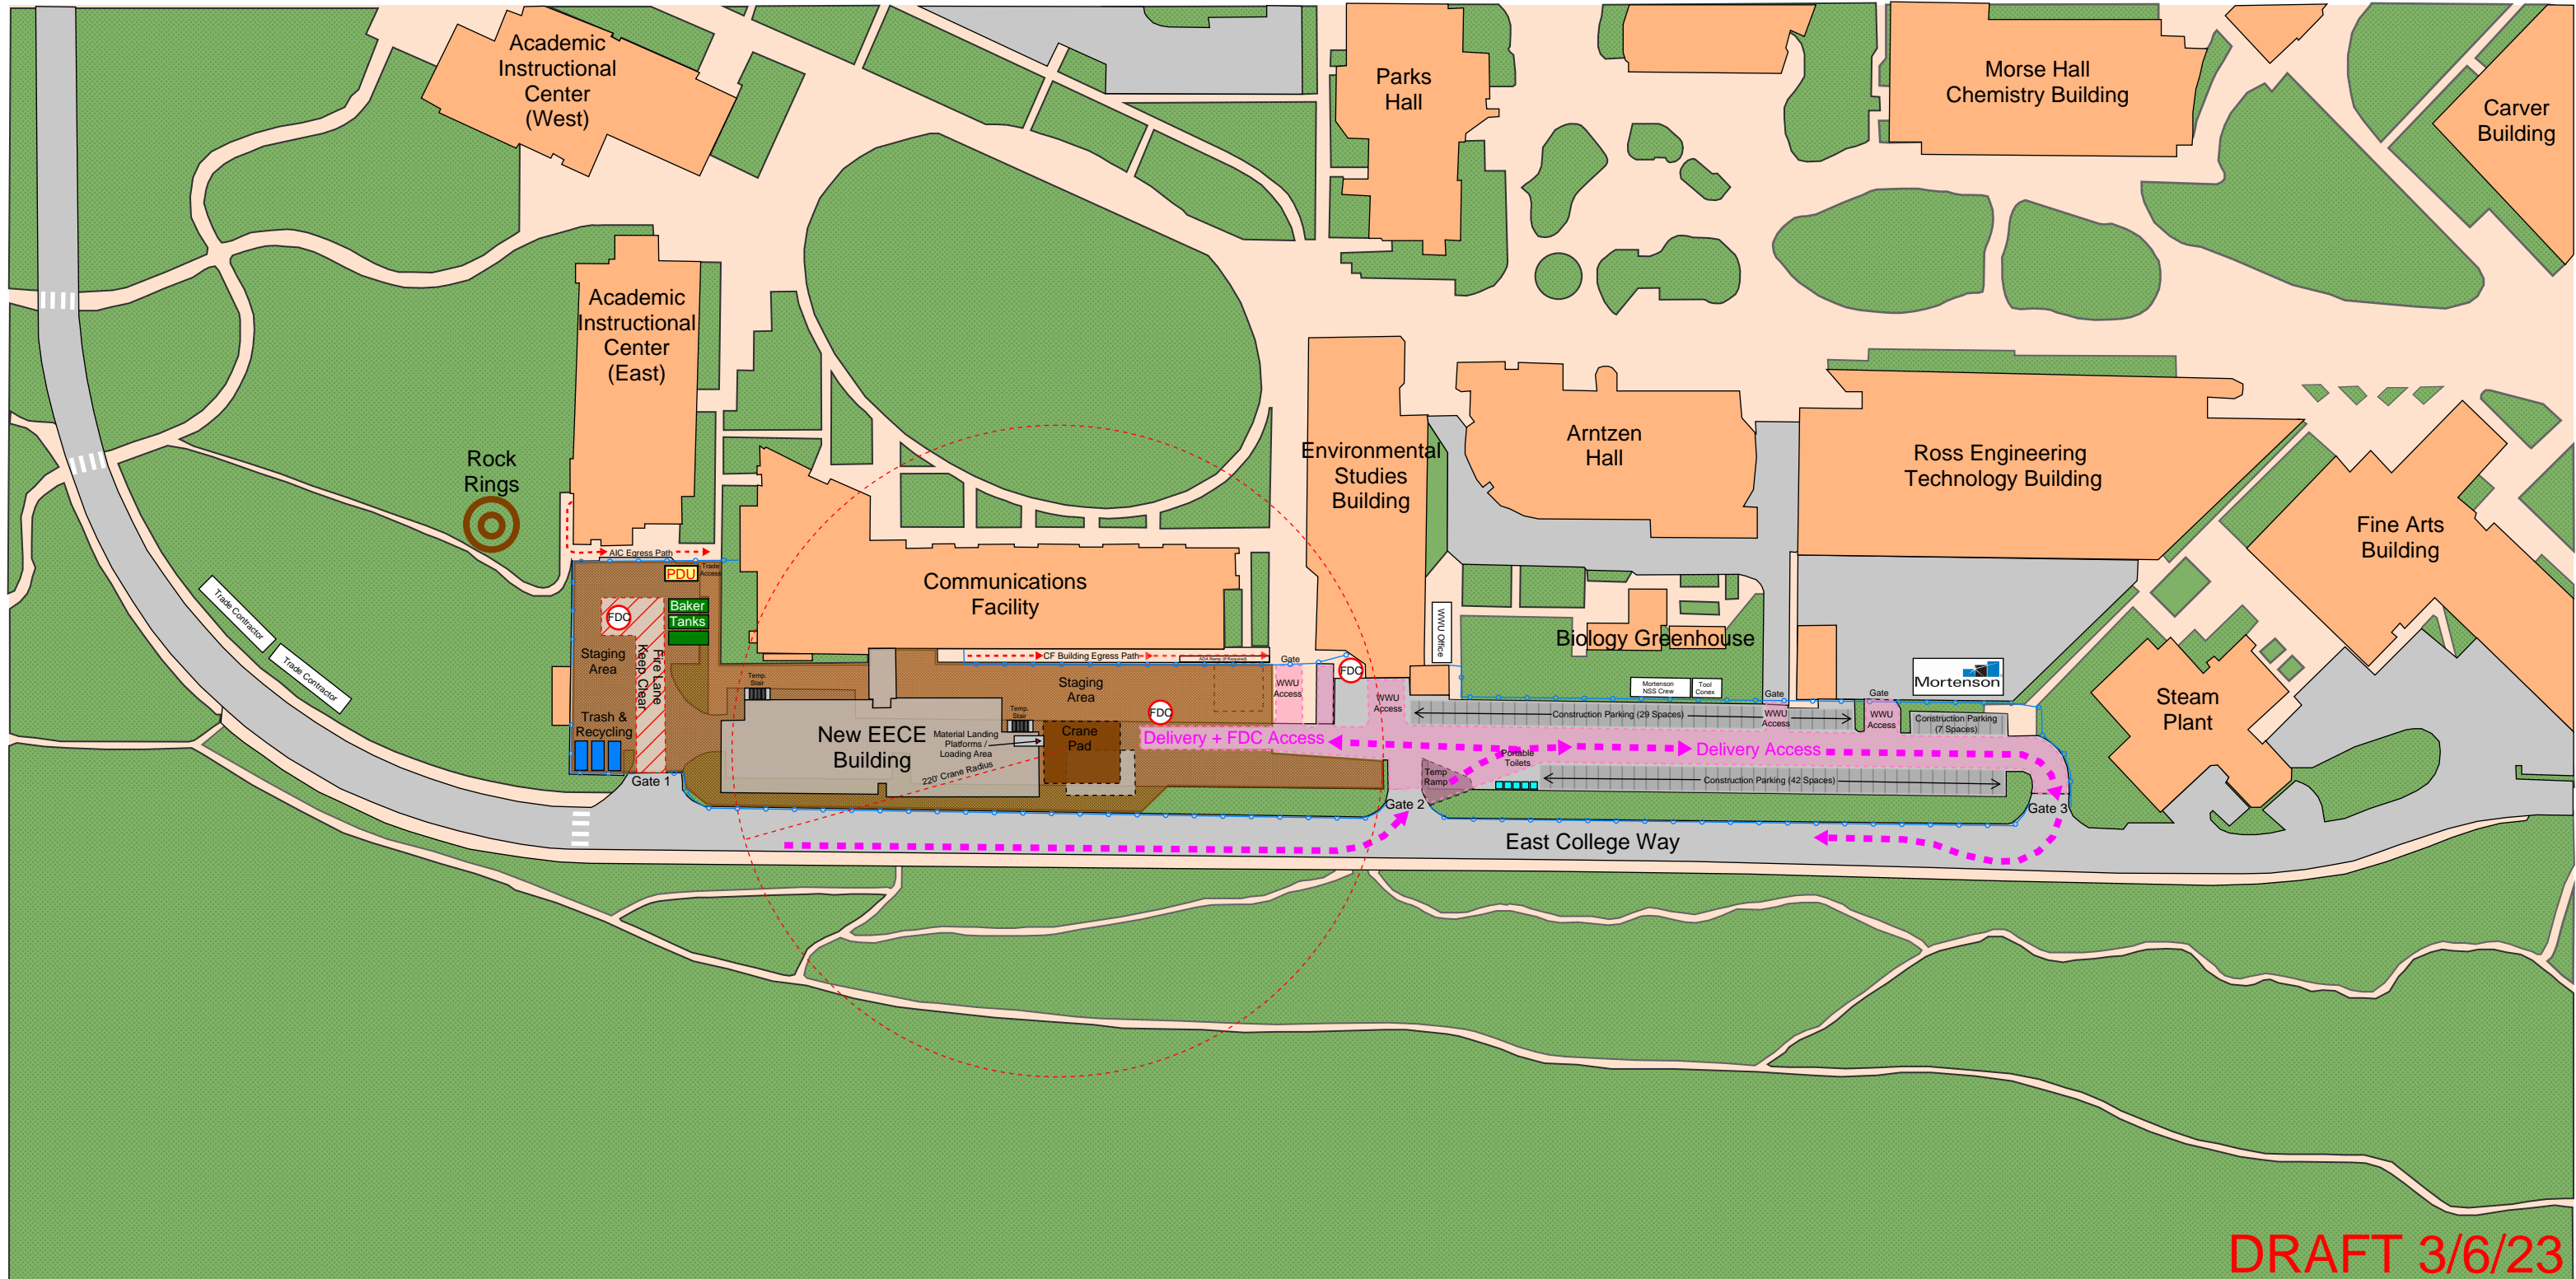 Academic
Instructional
Center
(West)
Parks
Hall
Morse Hall
Chemistry Building
Carver
Building
Academic
Instructional
Center
(East)
Rock
Rings
Environmental
Studies
Building
Arntzen
Hall
Ross Engineering
Technology Building
Fine Arts
Building
AIC Egress Path
PDU
Trade
Access
Baker
Tanks
FDC
Staging
Area
Fire Lane
Keep Clear
Trash &
Recycling
Gate 1
Trade Contractor
Trade Contractor
Communications
Facility
CF Building Egress Path
Gate
WWU
Access
FDC
WWU Office
Biology Greenhouse
Mortenson
NSS Crew
Tool
Conex
Gate
Gate
Mortenson
Steam
Plant
Temp.
Stair
Staging
Area
FDC
WWU
Access
Construction Parking (29 Spaces)
WWU
Access
WWU
Access
Construction Parking
(7 Spaces)
New EECE
Building
Material Landing
Platforms /
Loading Area
Temp.
Stair
Crane
Pad
220' Crane Radius
Delivery + FDC Access
Delivery Access
Portable
Toilets
Temp
Ramp
Construction Parking (42 Spaces)
Gate 2
Gate 3
East College Way
DRAFT 3/6/23